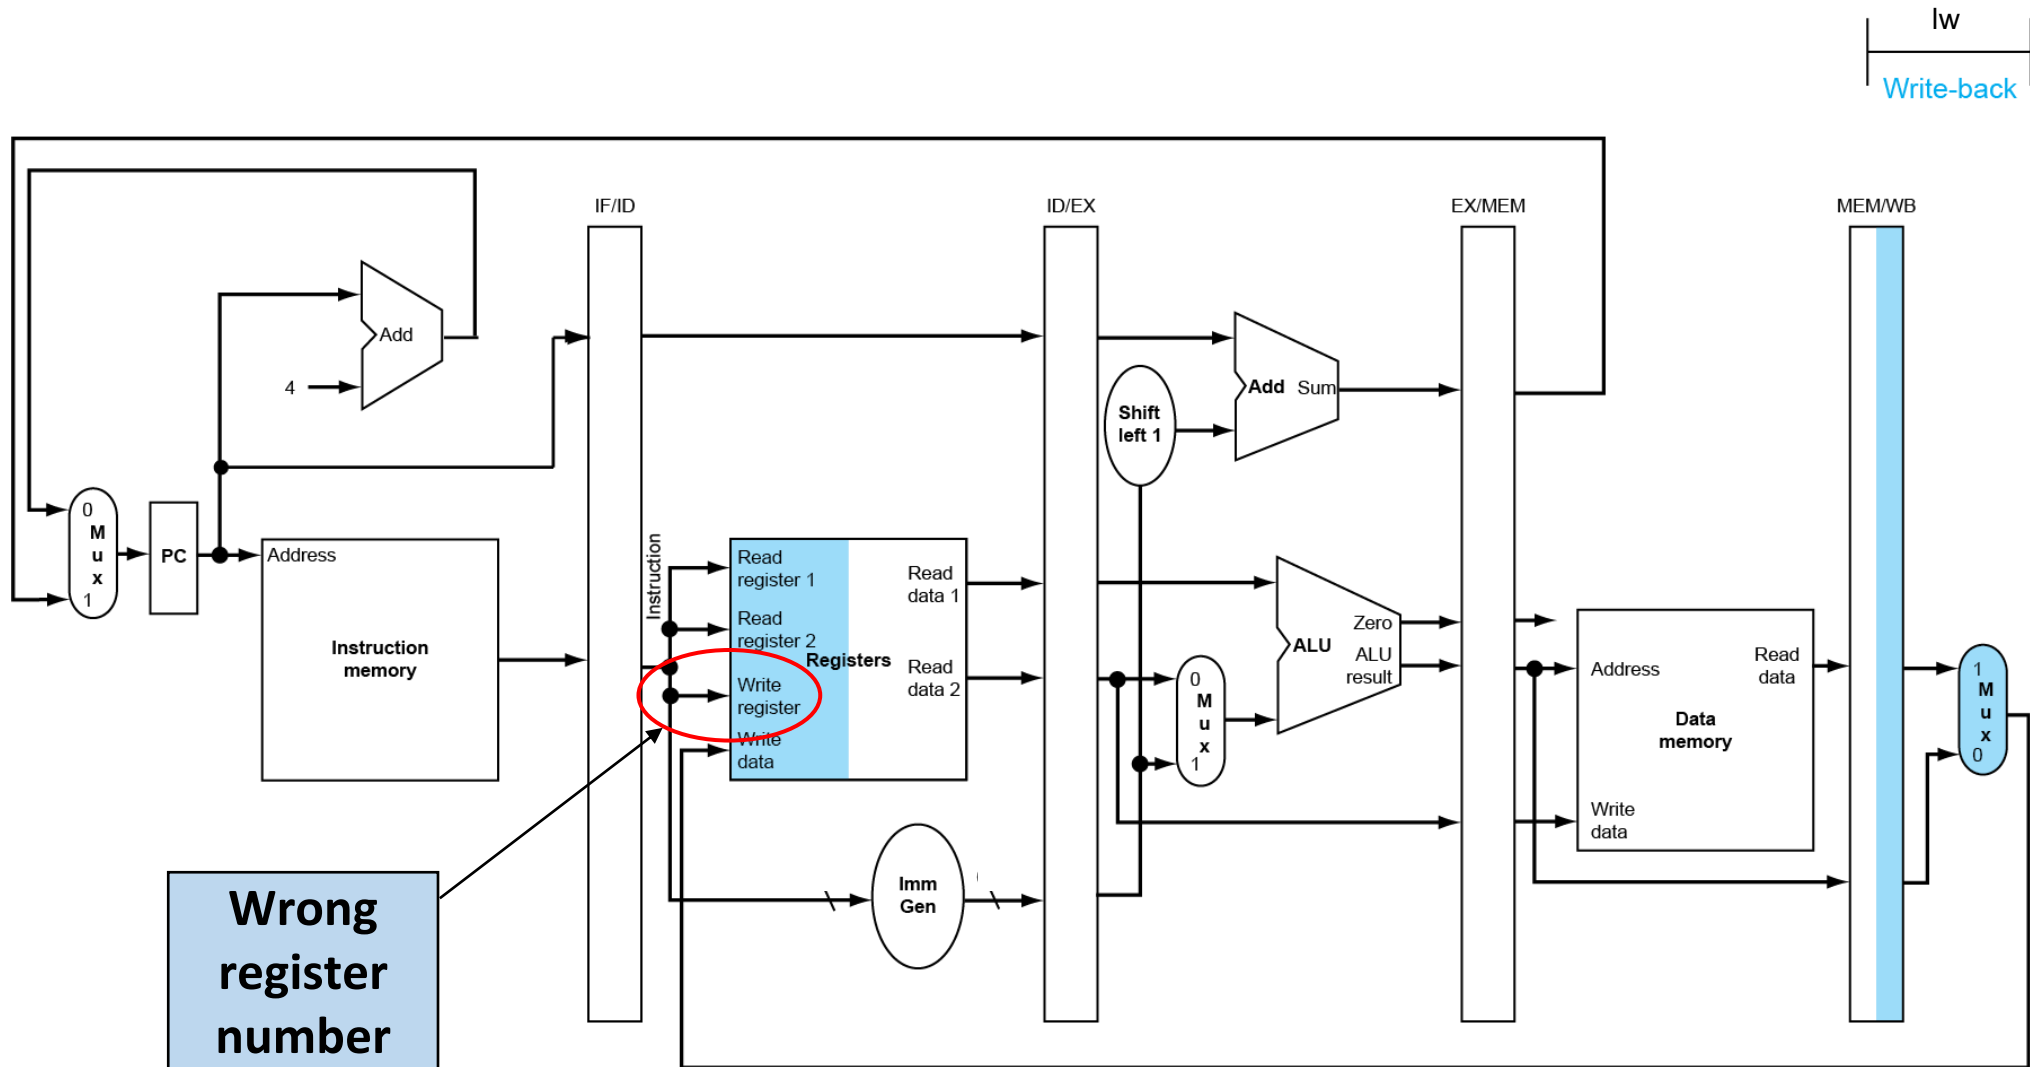 lw
Write-back
IF/ID
ID/EX
EX/MEM
MEM/WB
Add
4
Add Sum
Shift
left 1
0
M
u
x
1
PC
Address
Instruction
memory
Instruction
Read
register 1
Read
register 2
Write
register
Write
data
Registers
Read
data 1
Read
data 2
Imm
Gen
0
M
u
x
1
ALU
Zero
ALU
result
Address
Read
data
Data
memory
Write
data
1
M
u
x
0
Wrong
register
number